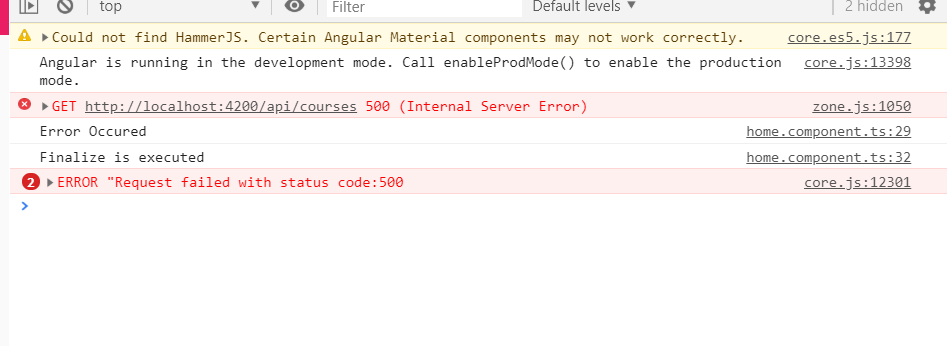 top Filter Default levels 2 hidden
Could not find HammerJS. Certain Angular Material components may not work correctly. core.es5.js:177
Angular is running in the development mode. Call enableProdMode() to enable the production core.js:13398
mode.
GET http://localhost:4200/api/courses 500 (Internal Server Error) zone.js:1050
Error Occured home.component.ts:29
Finalize is executed home.component.ts:32
2 ERROR "Request failed with status code:500 core.js:12301